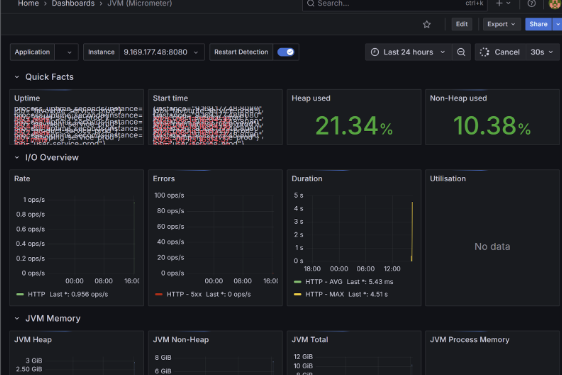 Home › Dashboards › JVM (Micrometer)
Search... ctrl+k
Edit Export Share
Application Instance 9.169.177.48:8080 Restart Detection Last 24 hours Cancel 30s
Quick Facts
Uptime Start time Heap used Non-Heap used
21.34% 10.38%
I/O Overview
Rate Errors Duration Utilisation
1 ops/s 100 ops/s 5 s
0.8 ops/s 80 ops/s 4 s
0.6 ops/s 60 ops/s 3 s
0.4 ops/s 40 ops/s 2 s
0.2 ops/s 20 ops/s 1 s
0 ops/s 0 ops/s 0 s
No data
00:00 08:00 16:00 00:00 08:00 16:00 18:00 00:00 06:00 12:00
HTTP Last *: 0.956 ops/s HTTP - 5xx Last *: 0 ops/s HTTP - AVG Last *: 5.43 ms
HTTP - MAX Last *: 4.51 s
JVM Memory
JVM Heap JVM Non-Heap JVM Total JVM Process Memory
3 GiB 8 GiB 12 GiB
2.50 GiB 6 GiB 10 GiB